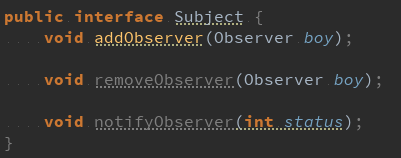 public interface Subject {
    void addObserver(Observer boy);
    void removeObserver(Observer boy);
    void notifyObserver(int status);
}